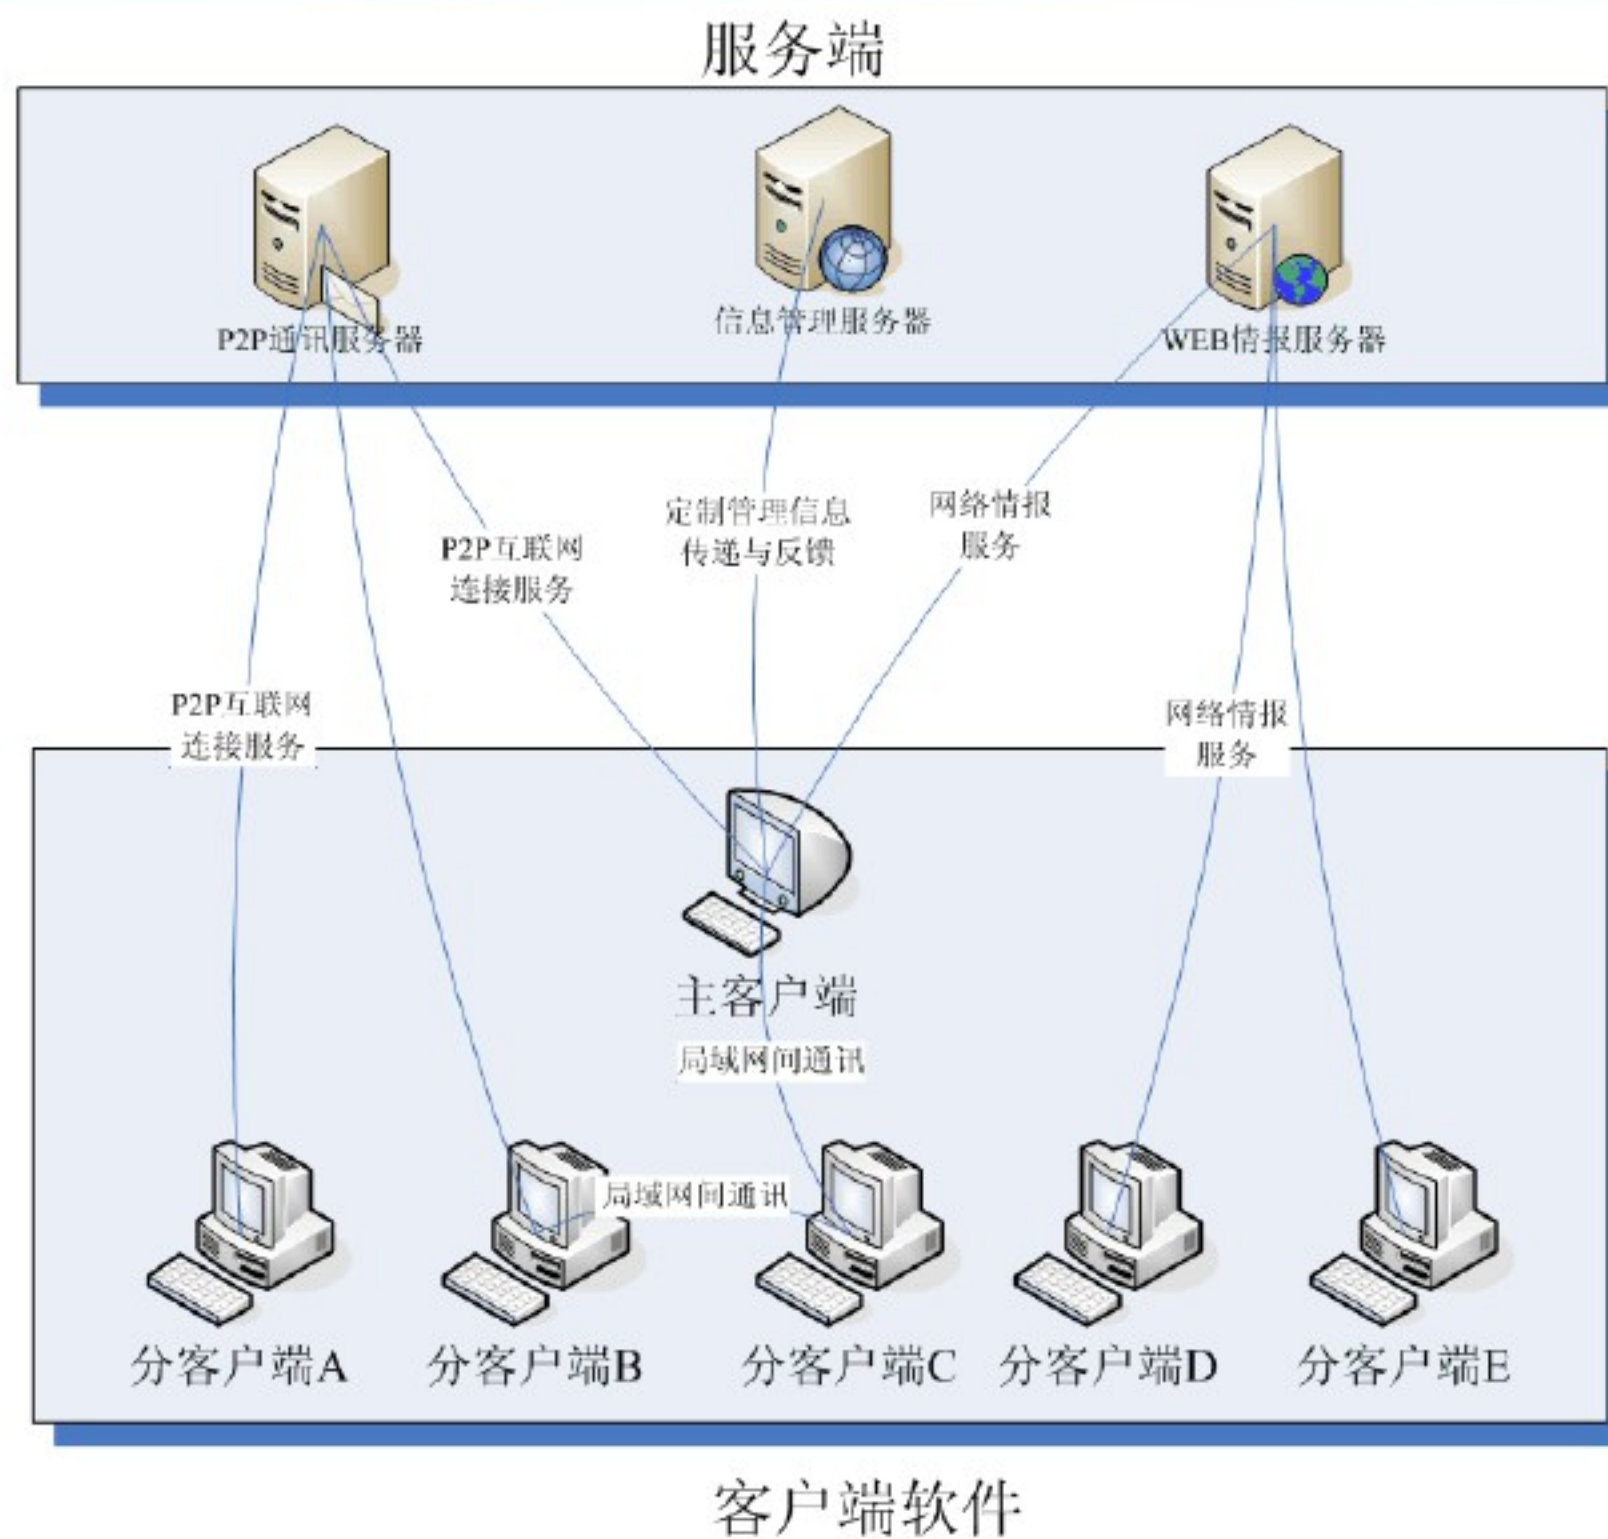 服务端
P2P通讯服务器
信息管理服务器
WEB情报服务器
P2P互联网
连接服务
定制管理信息
传递与反馈
网络情报
服务
P2P互联网
连接服务
网络情报
服务
主客户端
局域网间通讯
局域网间通讯
分客户端A
分客户端B
分客户端C
分客户端D
分客户端E
客户端软件